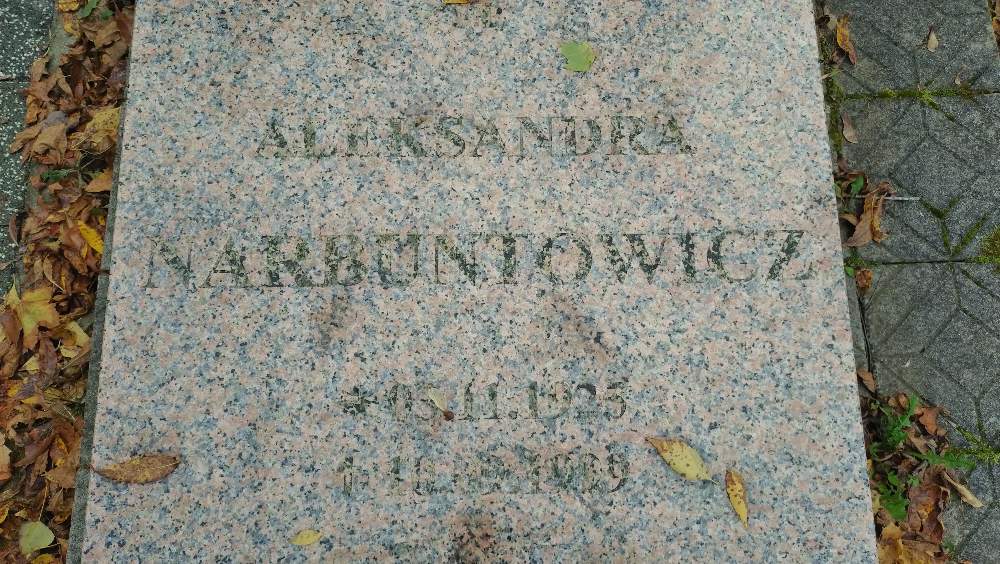 ALEKSANDRA
NARBUNTOWICZ
* 05.11.1925